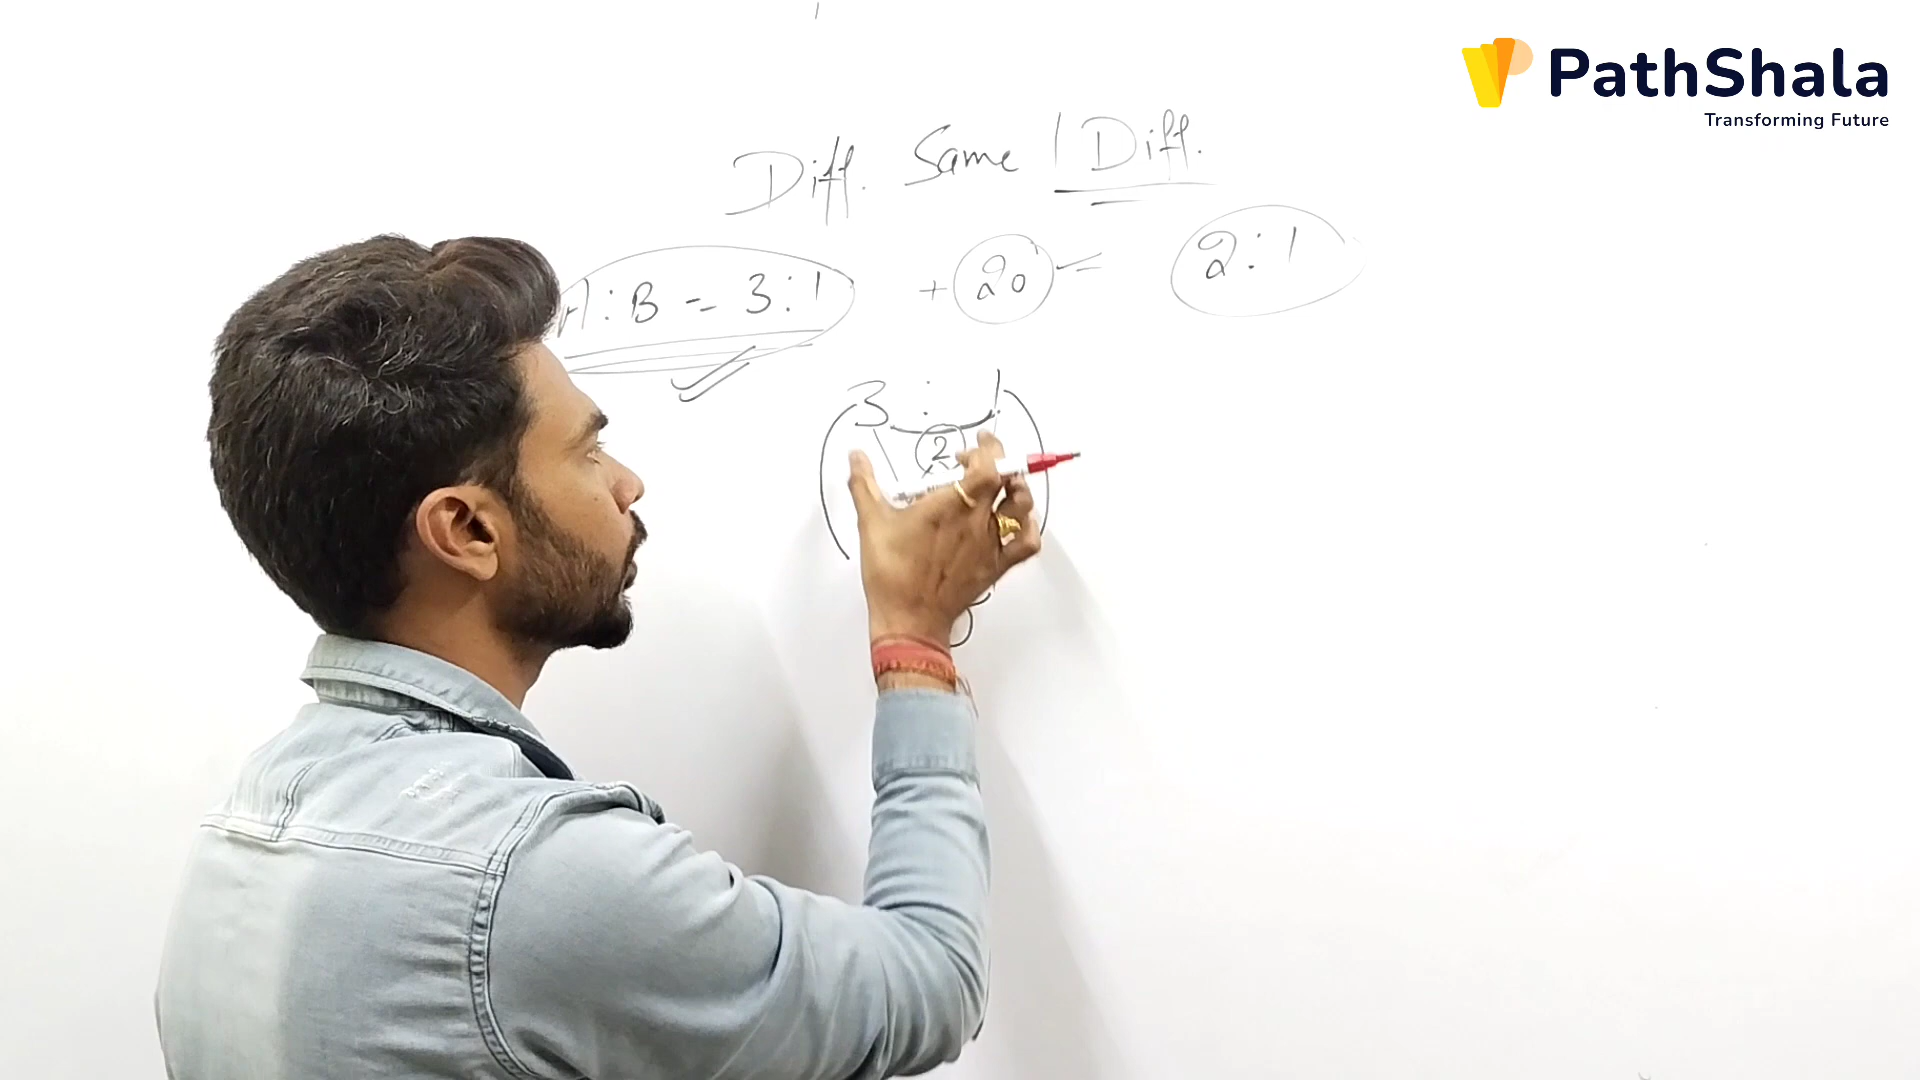 PathShala
Transforming Future
Diff. Same | Diff.
A : B = 3 : 1 + 20 = 2 : 1
3 : 1
2